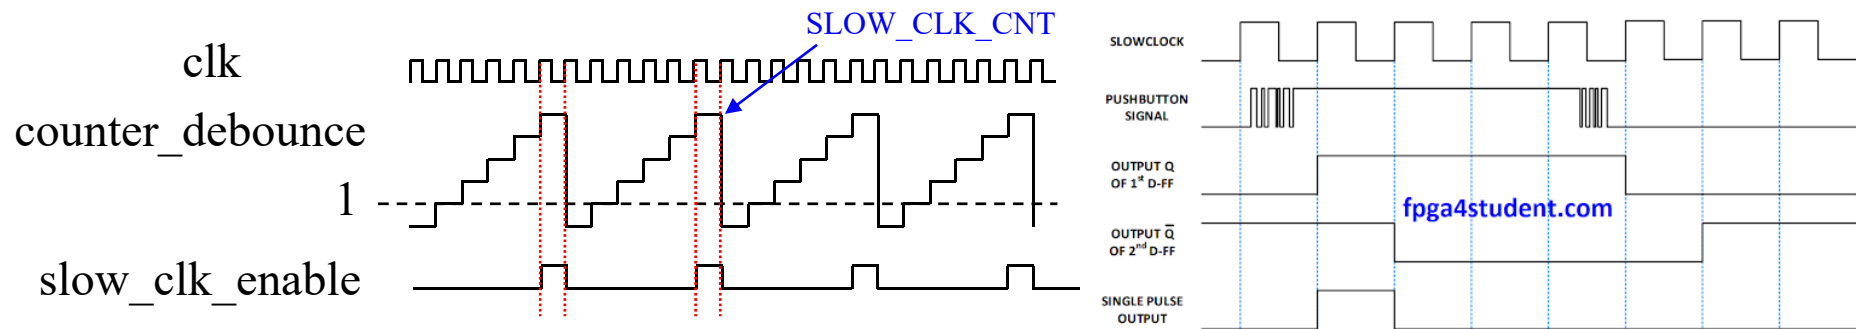 SLOW_CLK_CNT
clk
counter_debounce
1
slow_clk_enable
SLOWCLOCK
PUSHBUTTON
SIGNAL
OUTPUT Q
OF 1st D-FF
fpga4student.com
OUTPUT Q̅
OF 2nd D-FF
SINGLE PULSE
OUTPUT